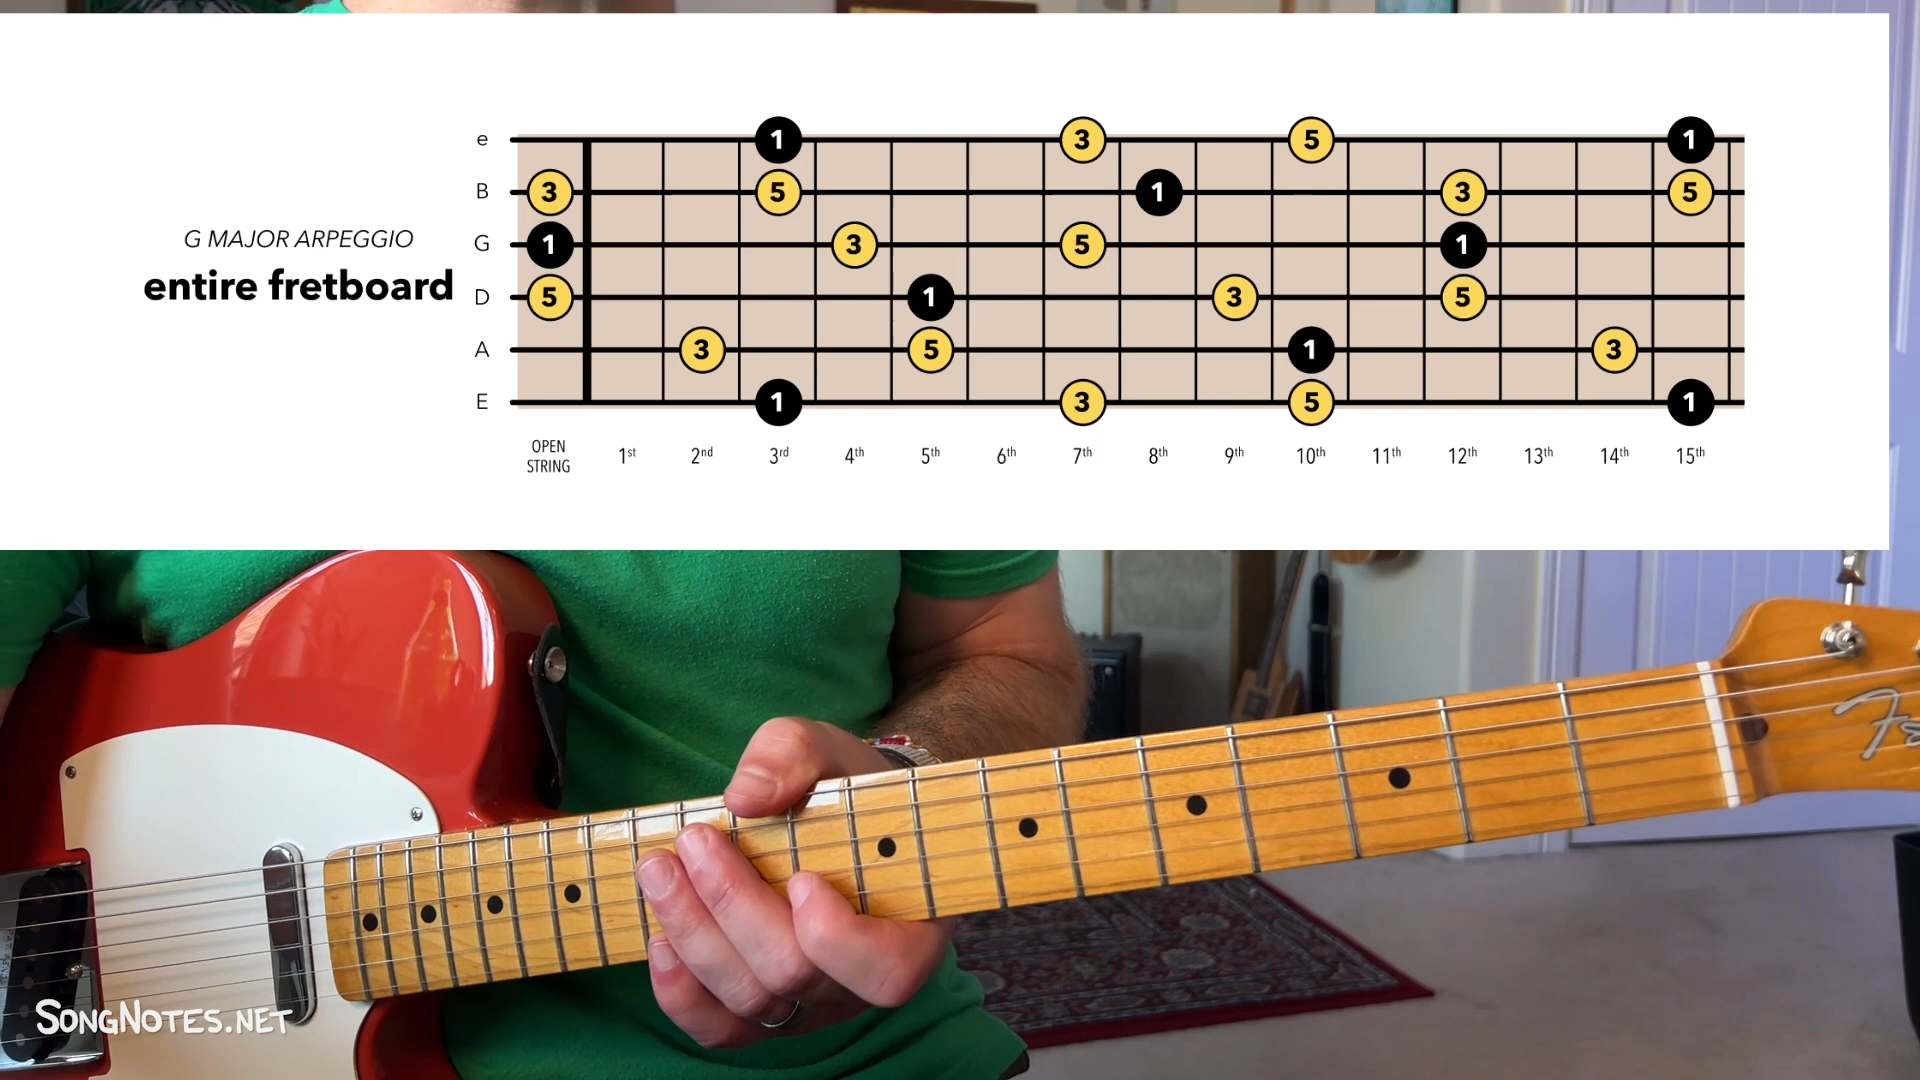 G MAJOR ARPEGGIO
entire fretboard
e 1 3 5 1
B 3 5 1 3 5
G 1 3 5 1
D 5 1 3 5
A 3 5 1 3
E 1 3 5 1
OPEN STRING 1st 2nd 3rd 4th 5th 6th 7th 8th 9th 10th 11th 12th 13th 14th 15th
SONGNOTES.NET